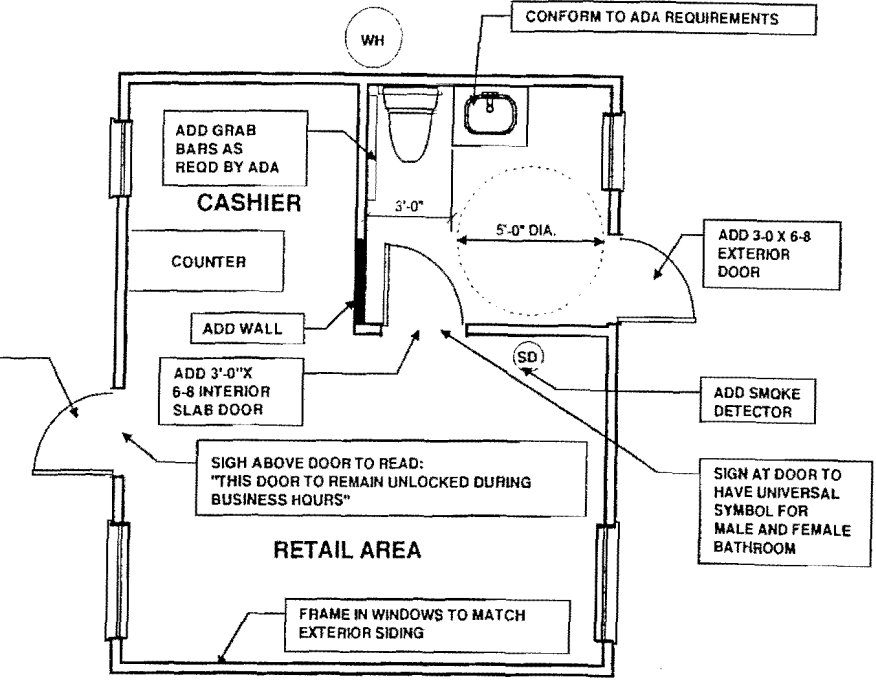 CONFORM TO ADA REQUIREMENTS
WH
ADD GRAB
BARS AS
REQD BY ADA
CASHIER
3'-0"
5'-0" DIA.
ADD 3-0 X 6-8
EXTERIOR
DOOR
COUNTER
ADD WALL
SD
ADD 3'-0"X
6-8 INTERIOR
SLAB DOOR
ADD SMOKE
DETECTOR
SIGH ABOVE DOOR TO READ:
"THIS DOOR TO REMAIN UNLOCKED DURING
BUSINESS HOURS"
SIGN AT DOOR TO
HAVE UNIVERSAL
SYMBOL FOR
MALE AND FEMALE
BATHROOM
RETAIL AREA
FRAME IN WINDOWS TO MATCH
EXTERIOR SIDING